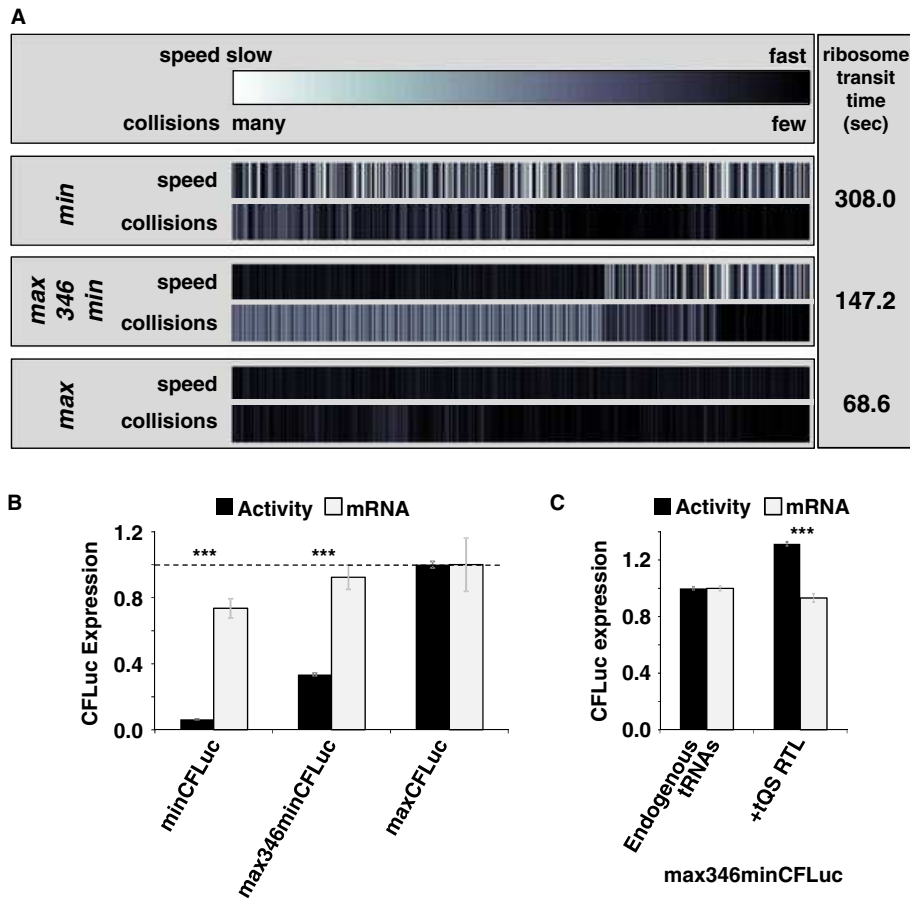 A
speed slow fast
collisions many few
ribosome
transit
time
(sec)
min
speed
collisions
308.0
max
346
min
speed
collisions
147.2
max
speed
collisions
68.6
B
Activity mRNA
CFLuc Expression
1.2
0.8
0.4
0.0
*** ***
minCFLuc
max346minCFLuc
maxCFLuc
C
Activity mRNA
CFLuc expression
1.2
0.8
0.4
0.0
***
Endogenous
tRNAs
+tQS RTL
max346minCFLuc